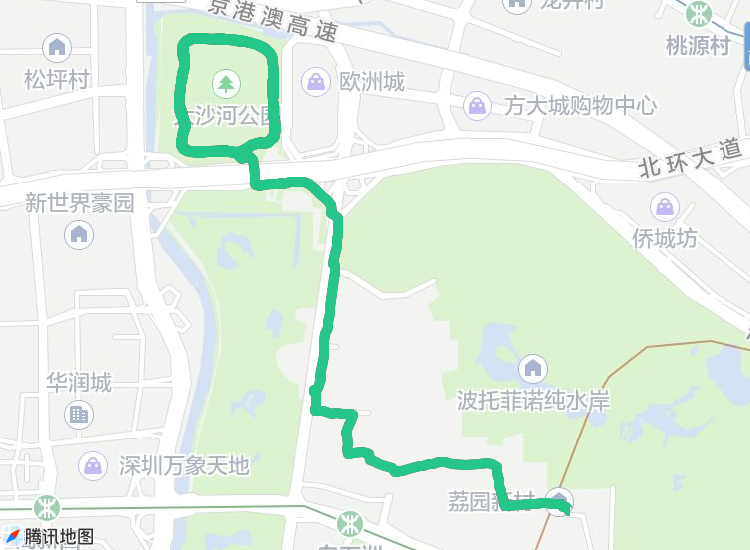 京港澳高速
龙井村
桃源村
松坪村
欧洲城
大沙河公园
方大城购物中心
北环大道
新世界豪园
侨城坊
华润城
波托菲诺纯水岸
深圳万象天地
荔园新村
腾讯地图